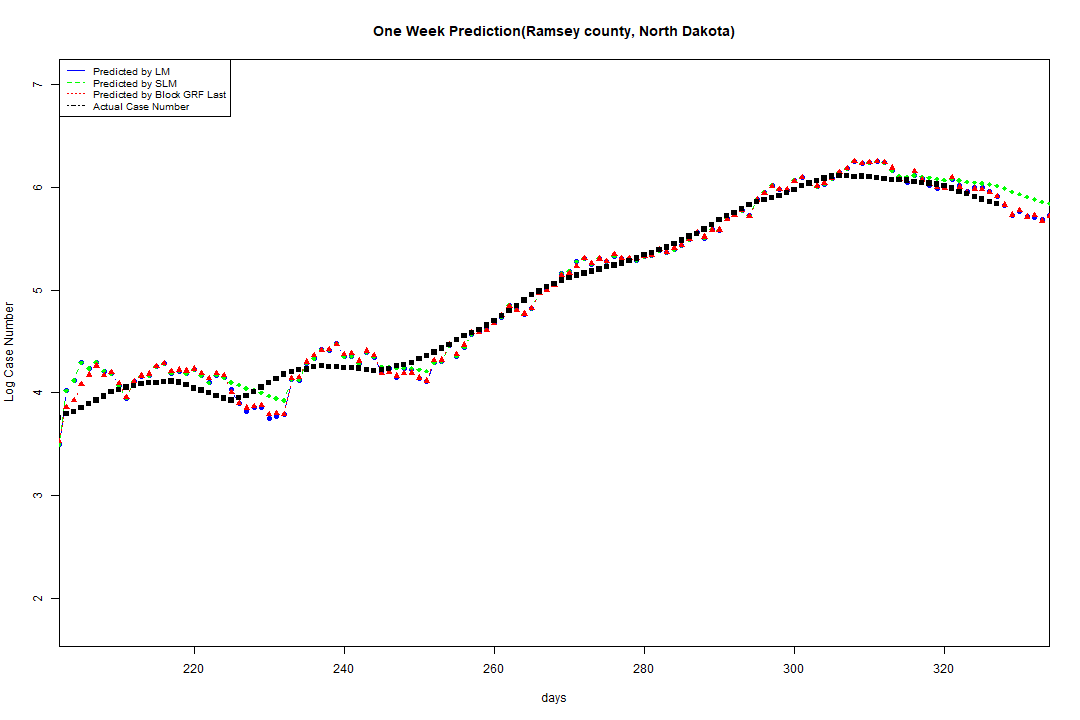 One Week Prediction(Ramsey county, North Dakota)
Predicted by LM
Predicted by SLM
Predicted by Block GRF Last
Actual Case Number
7
6
5
4
3
2
Log Case Number
220 240 260 280 300 320
days